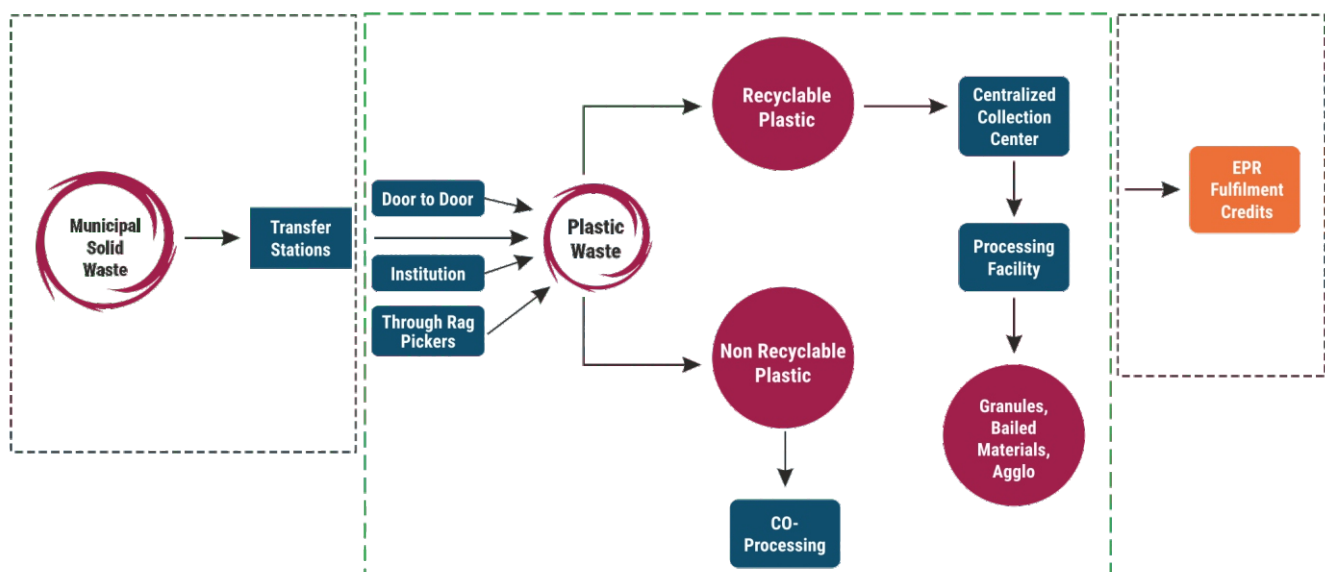 Municipal
Solid
Waste
Transfer
Stations
Door to Door
Institution
Through Rag
Pickers
Plastic
Waste
Recyclable
Plastic
Non Recyclable
Plastic
CO-
Processing
Centralized
Collection
Center
Processing
Facility
Granules,
Bailed
Materials,
Agglo
EPR
Fulfilment
Credits